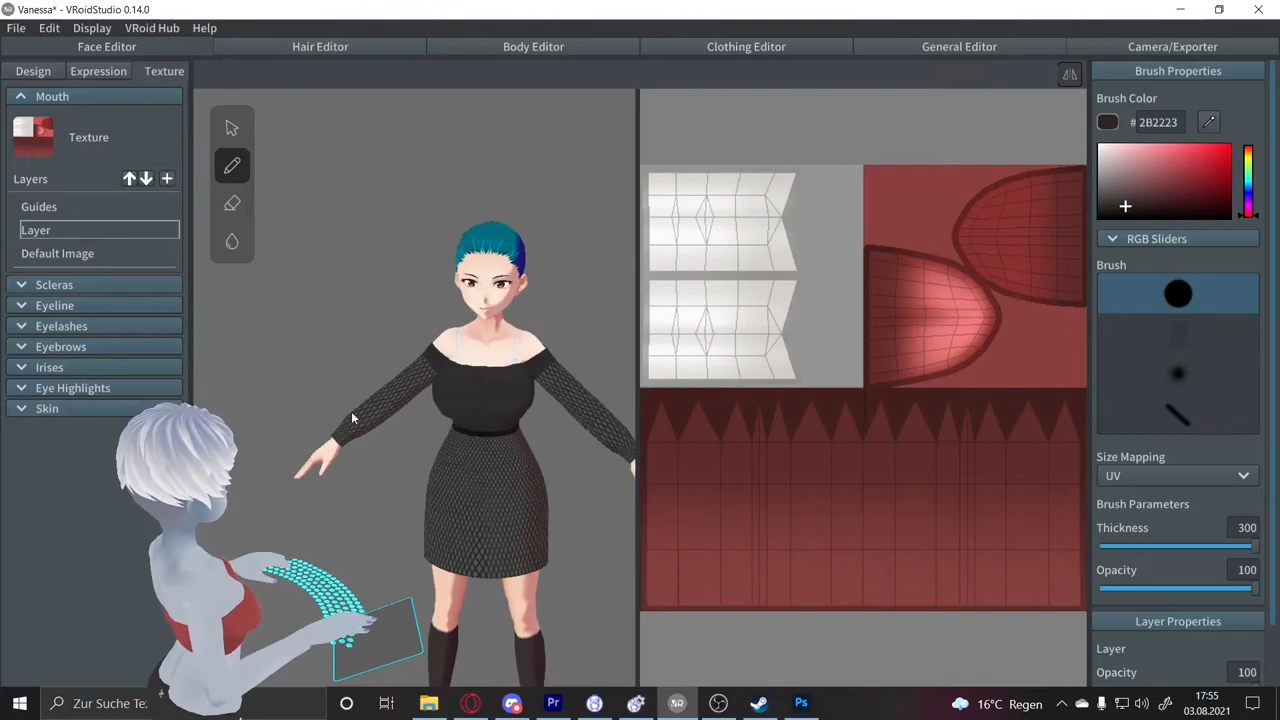 Vanessa* - VRoidStudio 0.14.0
File Edit Display VRoid Hub Help
Face Editor Hair Editor Body Editor Clothing Editor General Editor Camera/Exporter
Design Expression Texture
Mouth
Texture
Layers
Guides
Layer
Default Image
Scleras
Eyeline
Eyelashes
Eyebrows
Irises
Eye Highlights
Skin
Brush Properties
Brush Color
# 2B2223
RGB Sliders
Brush
Size Mapping
UV
Brush Parameters
Thickness 300
Opacity 100
Layer Properties
Layer
Opacity 100
Zur Suche Te
Pr
Ps
16°C Regen
17:55
03.08.2021